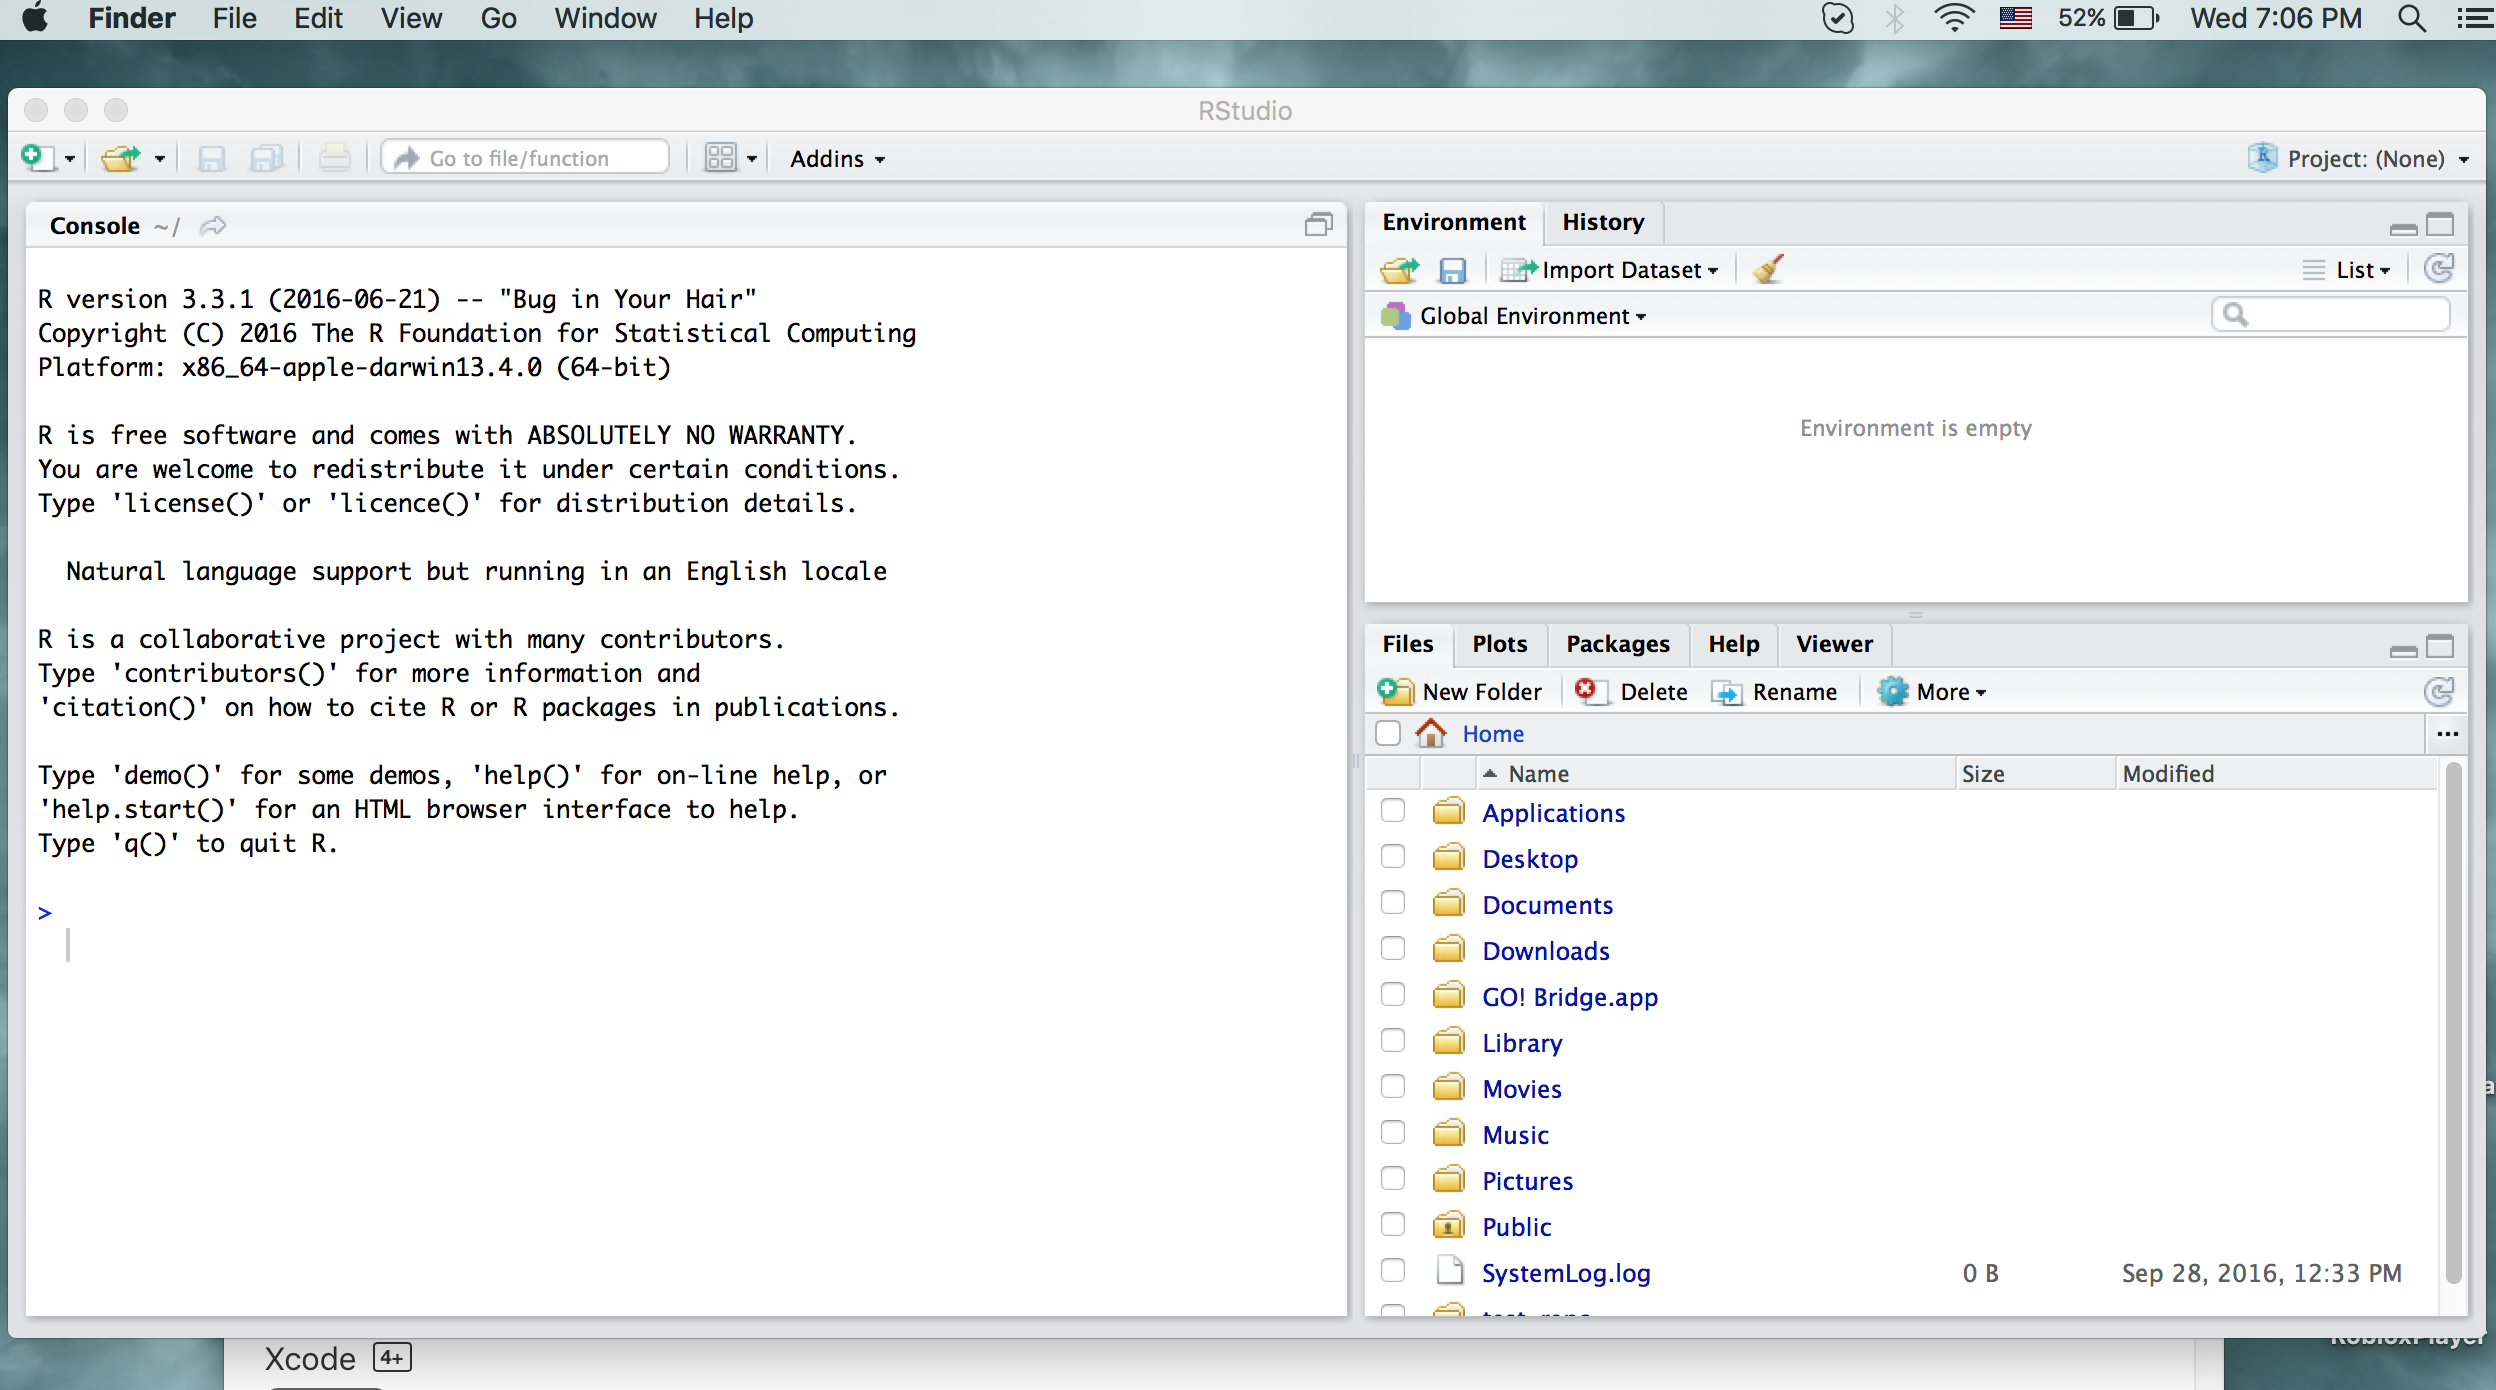 Finder File Edit View Go Window Help 52% Wed 7:06 PM
RStudio
Go to file/function Addins Project: (None)
Console ~/
R version 3.3.1 (2016-06-21) -- "Bug in Your Hair"
Copyright (C) 2016 The R Foundation for Statistical Computing
Platform: x86_64-apple-darwin13.4.0 (64-bit)
R is free software and comes with ABSOLUTELY NO WARRANTY.
You are welcome to redistribute it under certain conditions.
Type 'license()' or 'licence()' for distribution details.
Natural language support but running in an English locale
R is a collaborative project with many contributors.
Type 'contributors()' for more information and
'citation()' on how to cite R or R packages in publications.
Type 'demo()' for some demos, 'help()' for on-line help, or
'help.start()' for an HTML browser interface to help.
Type 'q()' to quit R.
>
Environment History
Import Dataset List
Global Environment
Environment is empty
Files Plots Packages Help Viewer
New Folder Delete Rename More
Home ...
Name Size Modified
Applications
Desktop
Documents
Downloads
GO! Bridge.app
Library
Movies
Music
Pictures
Public
SystemLog.log 0 B Sep 28, 2016, 12:33 PM
Xcode 4+
RobloxPlayer